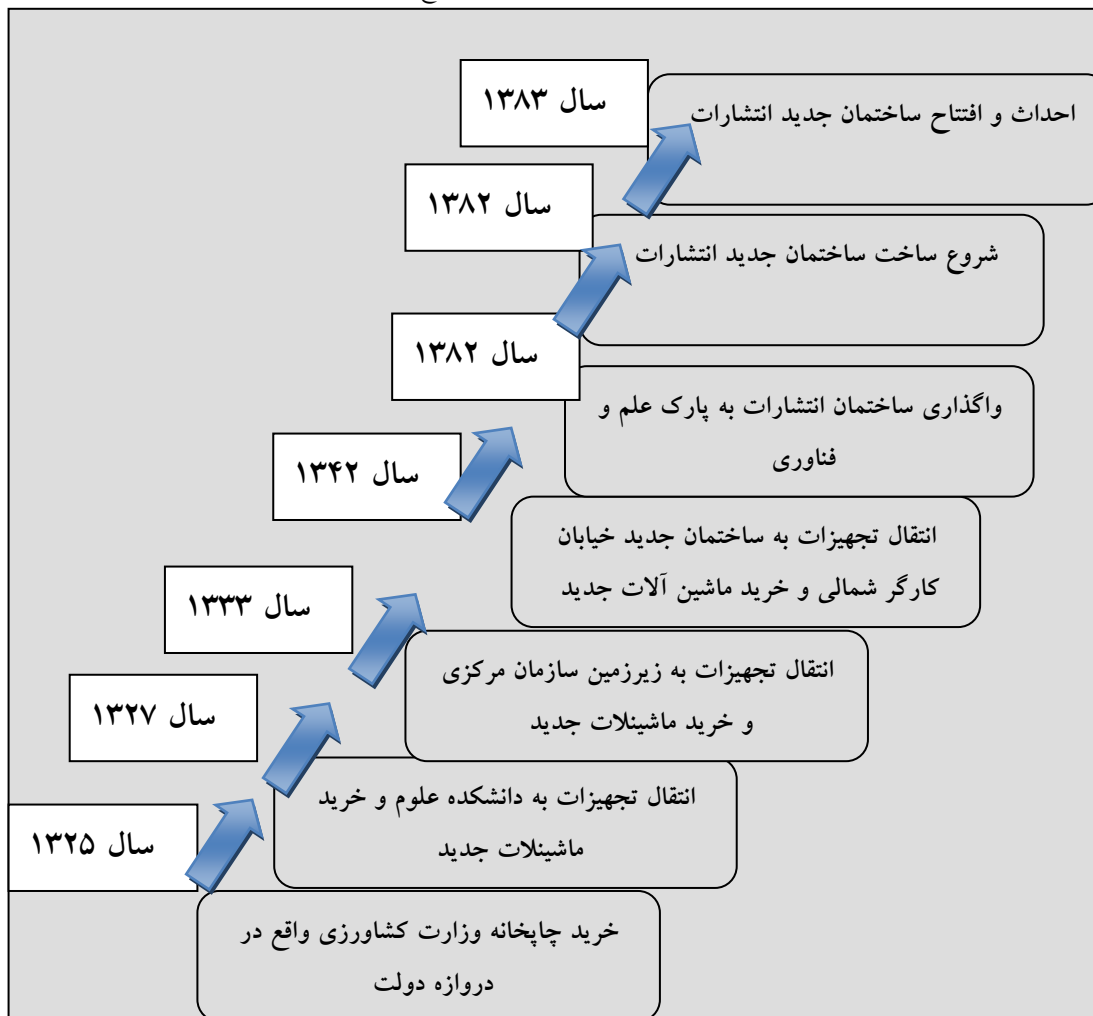 سال ۱۳۸۳
احداث و افتتاح ساختمان جدید انتشارات
سال ۱۳۸۲
شروع ساخت ساختمان جدید انتشارات
سال ۱۳۸۲
واگذاری ساختمان انتشارات به پارک علم و
فناوری
سال ۱۳۴۲
انتقال تجهیزات به ساختمان جدید خیابان
کارگر شمالی و خرید ماشین آلات جدید
سال ۱۳۳۳
انتقال تجهیزات به زیرزمین سازمان مرکزی
و خرید ماشینلات جدید
سال ۱۳۲۷
انتقال تجهیزات به دانشکده علوم و خرید
ماشینلات جدید
سال ۱۳۲۵
خرید چاپخانه وزارت کشاورزی واقع در
دروازه دولت